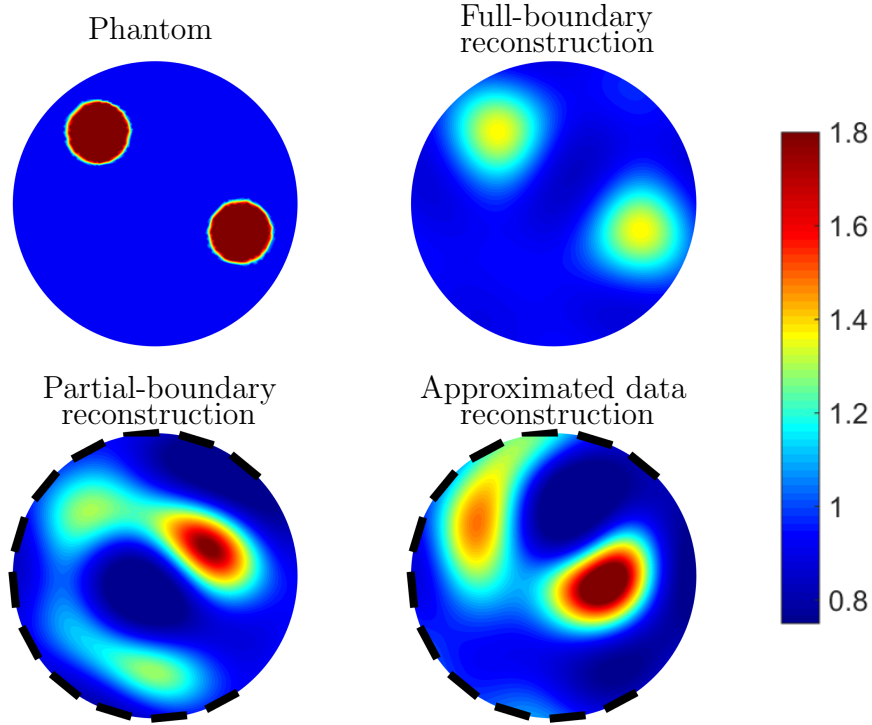 Phantom
Full-boundary
reconstruction
1.8
1.6
1.4
1.2
1
0.8
Partial-boundary
reconstruction
Approximated data
reconstruction